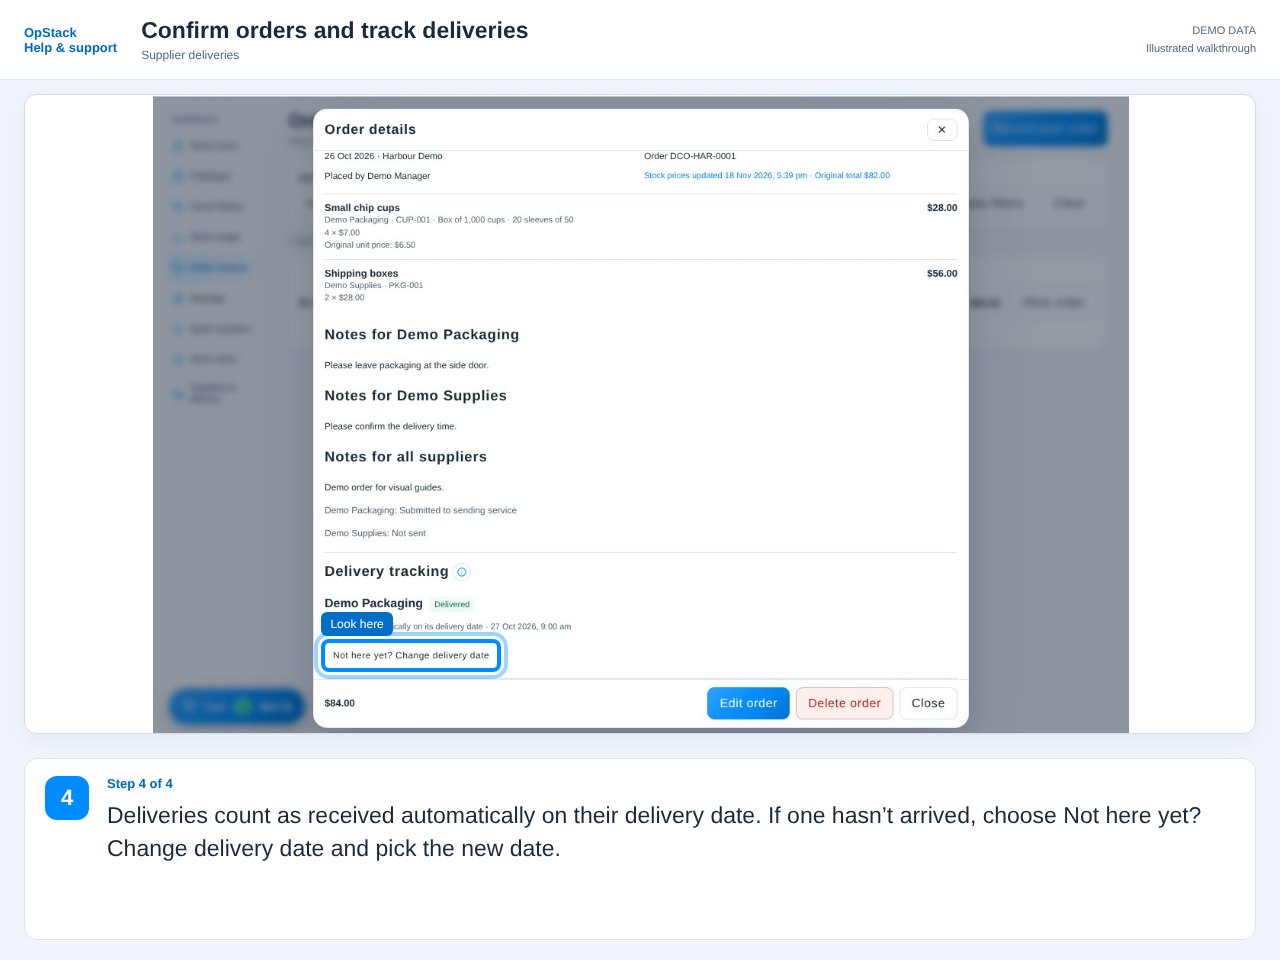 OpStack
Help & support
Confirm orders and track deliveries
Supplier deliveries
DEMO DATA
Illustrated walkthrough
Order details
26 Oct 2026 · Harbour Demo
Order DCO-HAR-0001
Placed by Demo Manager
Stock prices updated 18 Nov 2026, 5:39 pm · Original total $82.00
Small chip cups
$28.00
Demo Packaging · CUP-001 · Box of 1,000 cups · 20 sleeves of 50
4 × $7.00
Original unit price: $6.50
Shipping boxes
$56.00
Demo Supplies · PKG-001
2 × $28.00
Notes for Demo Packaging
Please leave packaging at the side door.
Notes for Demo Supplies
Please confirm the delivery time.
Notes for all suppliers
Demo order for visual guides.
Demo Packaging: Submitted to sending service
Demo Supplies: Not sent
Delivery tracking
Demo Packaging
Delivered
Look here
on its delivery date · 27 Oct 2026, 9:00 am
Not here yet? Change delivery date
$84.00
Edit order
Delete order
Close
4
Step 4 of 4
Deliveries count as received automatically on their delivery date. If one hasn’t arrived, choose Not here yet?
Change delivery date and pick the new date.